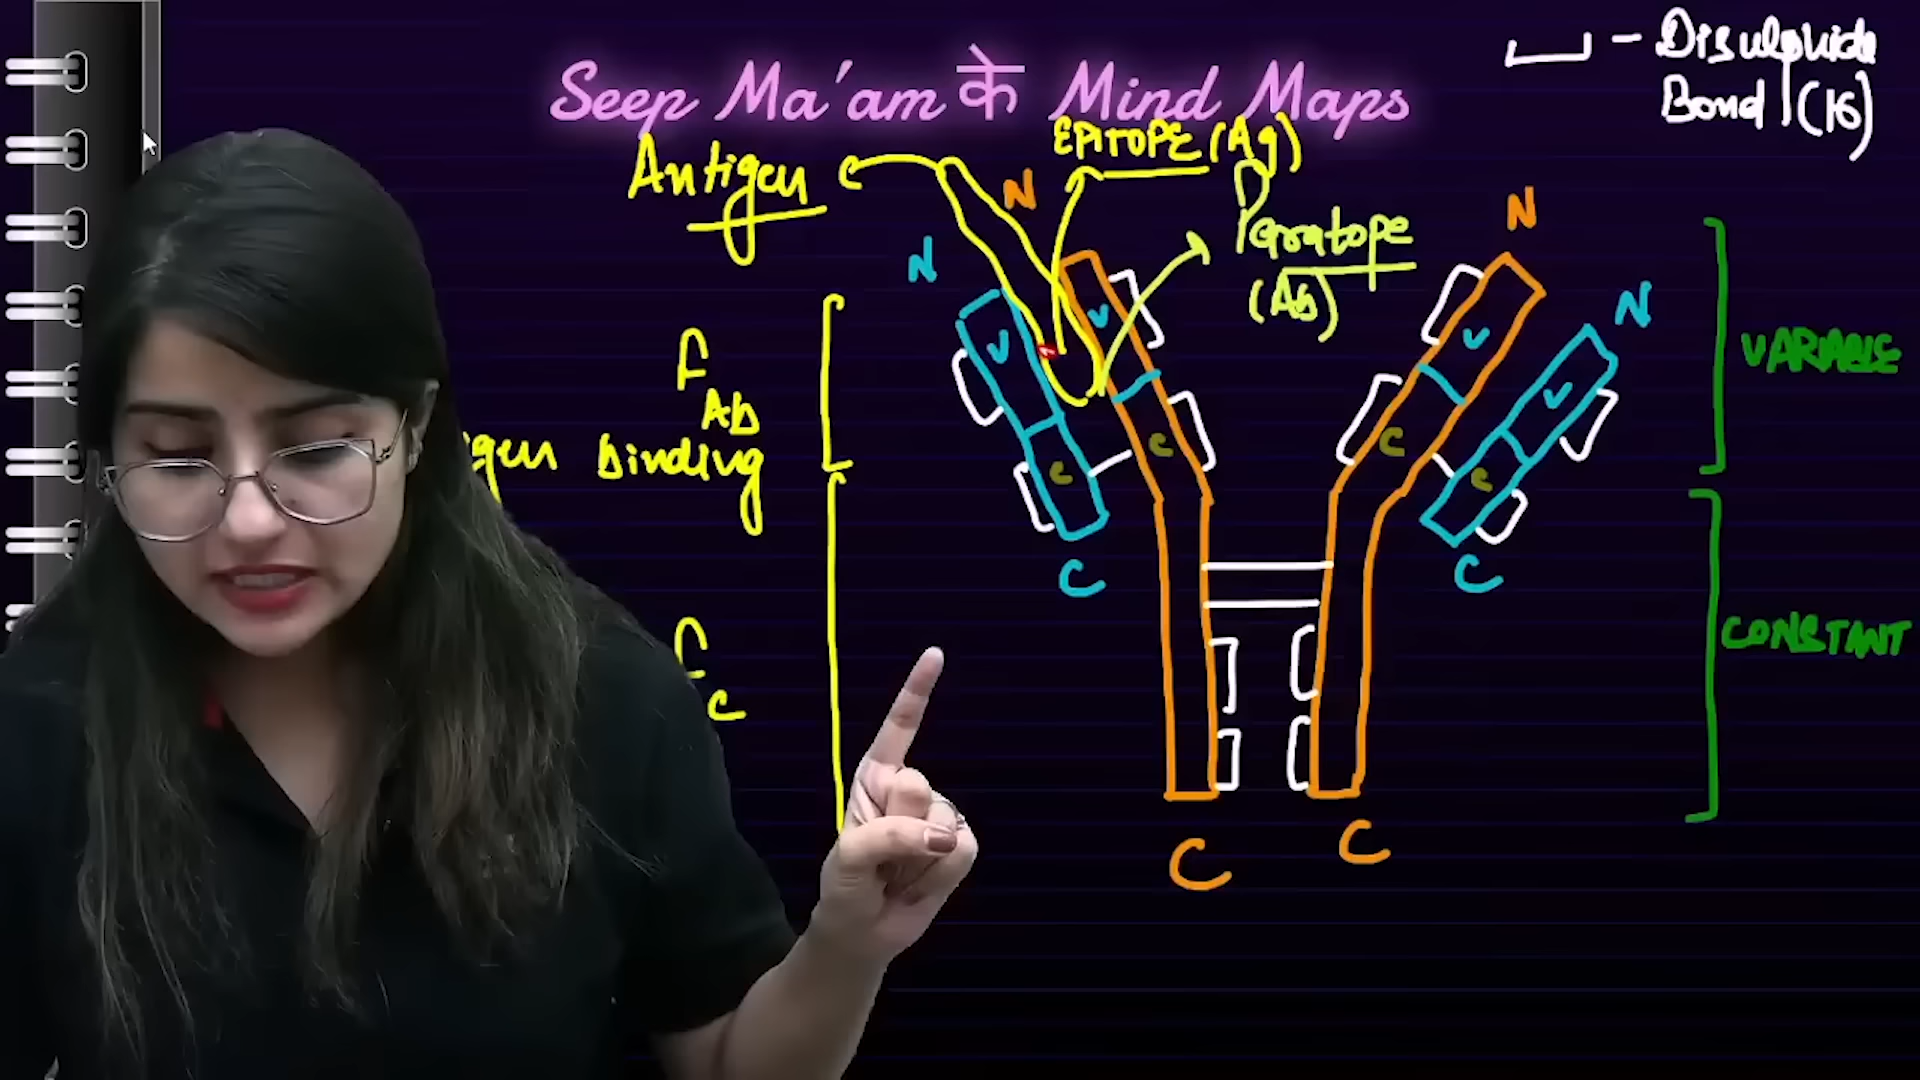 Seep Ma'am के Mind Maps
Disulphide
Bond (16)
Antigen
EPITOPE (Ag)
Paratope
(Ab)
N
N
N
N
V
V
V
V
C
C
C
C
VARIABLE
F
Ab
binding
C
C
CONSTANT
F
c
C
C